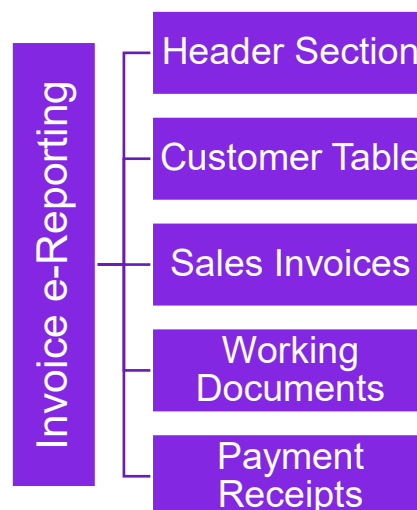 Invoice e-Reporting
Header Section
Customer Table
Sales Invoices
Working
Documents
Payment
Receipts